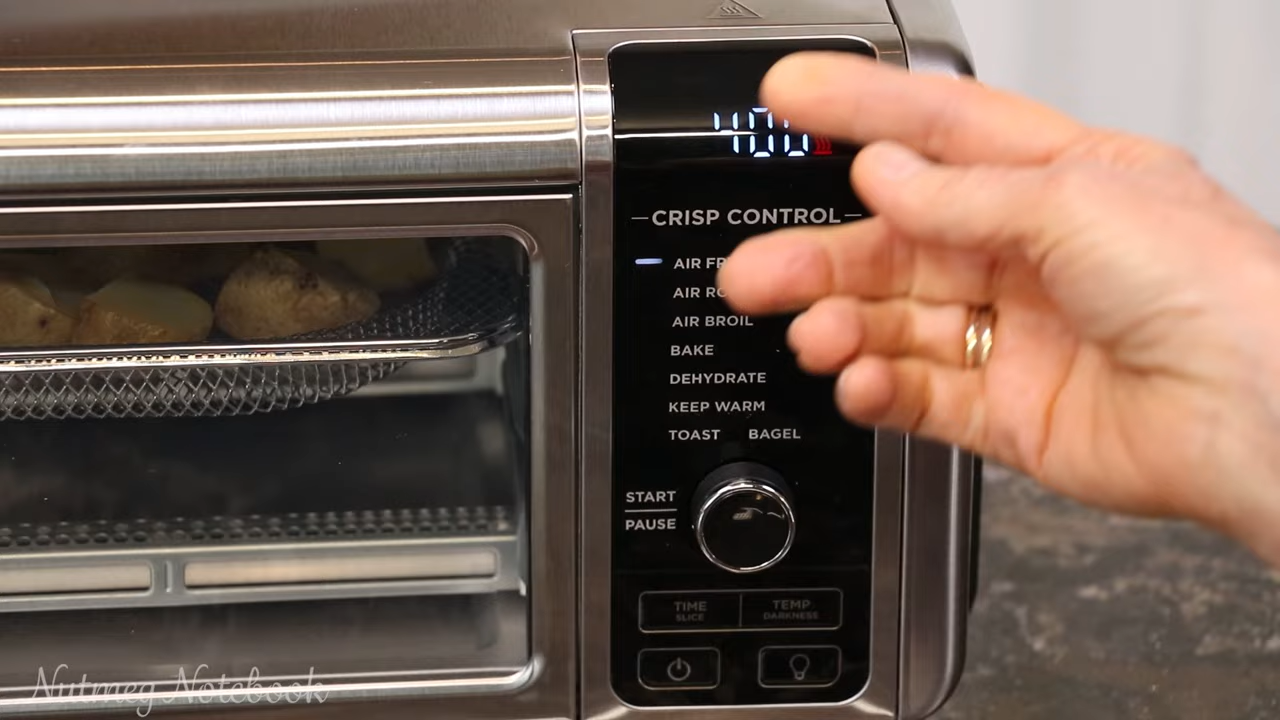 400
CRISP CONTROL
AIR FR
AIR RO
AIR BROIL
BAKE
DEHYDRATE
KEEP WARM
TOAST BAGEL
START
PAUSE
TIME TEMP
SLICE DARKNESS
Nutmeg Notebook